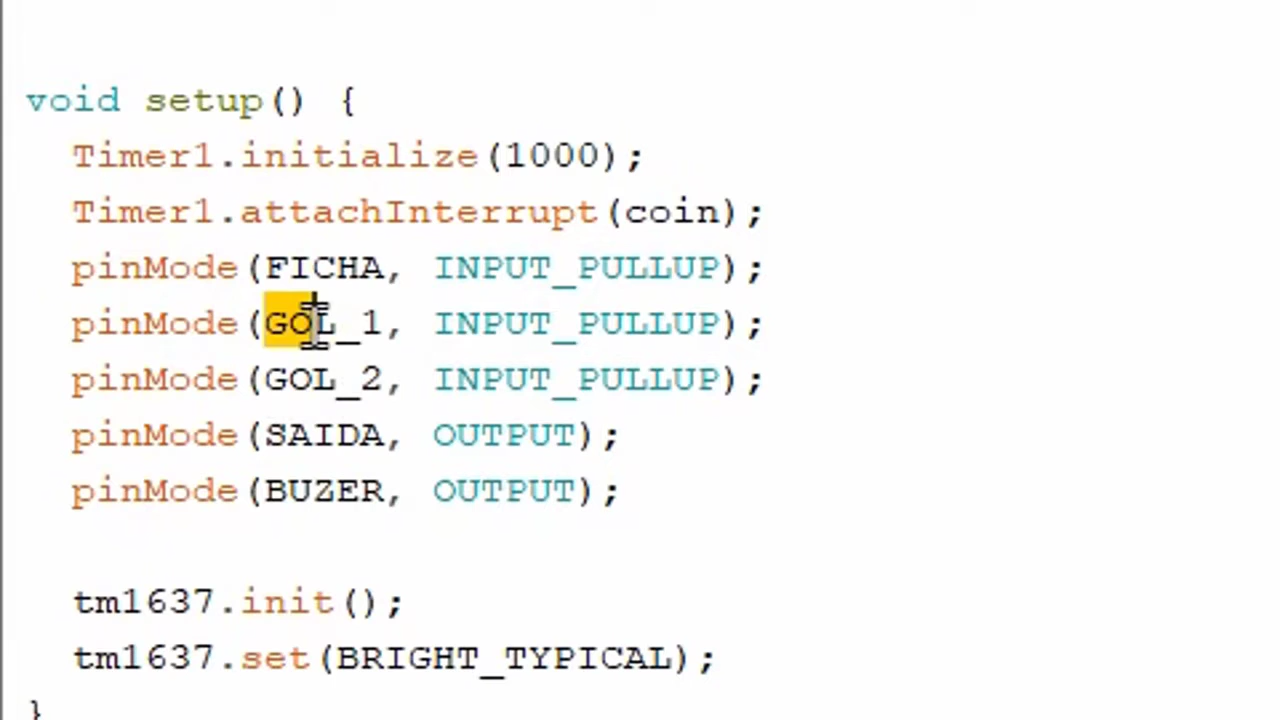 void setup() {
Timer1.initialize(1000);
Timer1.attachInterrupt(coin);
pinMode(FICHA, INPUT_PULLUP);
pinMode(GOL_1, INPUT_PULLUP);
pinMode(GOL_2, INPUT_PULLUP);
pinMode(SAIDA, OUTPUT);
pinMode(BUZER, OUTPUT);
tm1637.init();
tm1637.set(BRIGHT_TYPICAL);
}